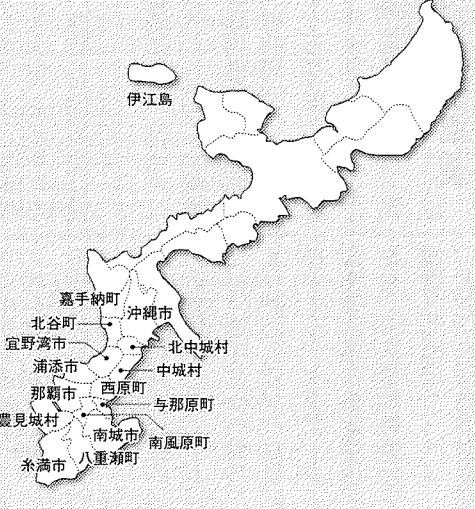 伊江島
嘉手納町
沖縄市
北谷町
宜野湾市
北中城村
浦添市
中城村
那覇市
西原町
与那原町
豊見城村
南城市
南風原町
糸満市
八重瀬町